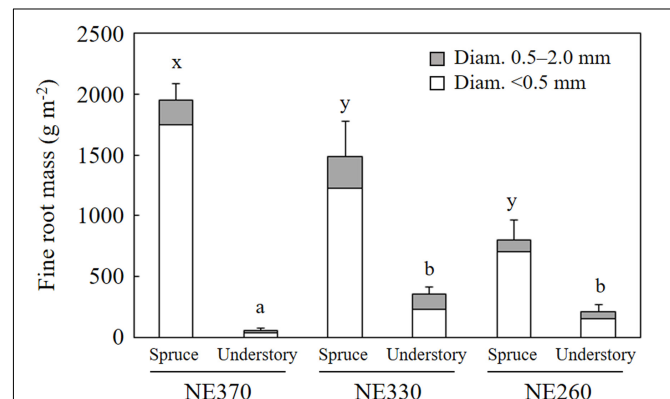 2500
2000
1500
1000
500
0
Fine root mass (g m⁻²)
Diam. 0.5–2.0 mm
Diam. <0.5 mm
x
a
y
b
y
b
Spruce Understory Spruce Understory Spruce Understory
NE370 NE330 NE260